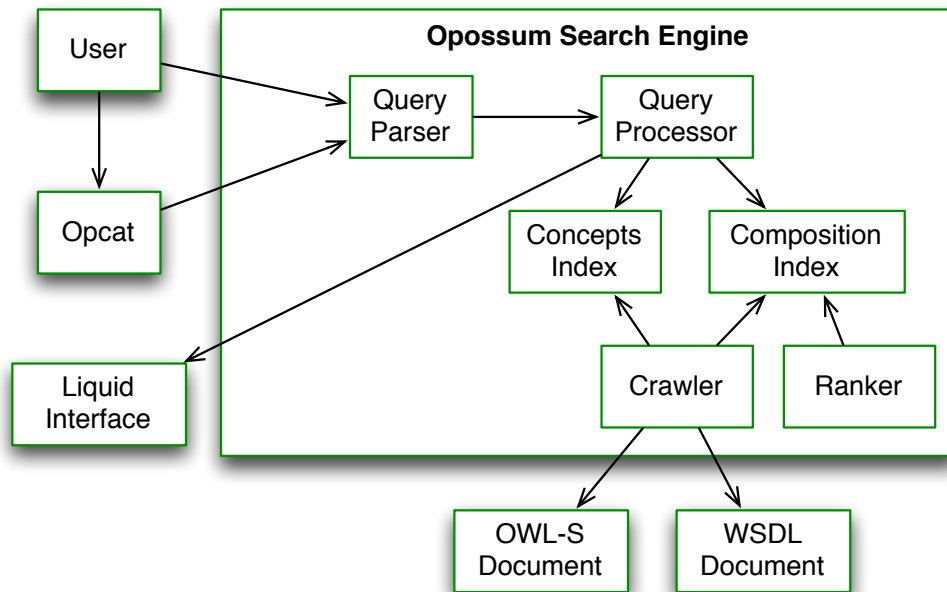 Opossum Search Engine
User
Query
Parser
Query
Processor
Opcat
Concepts
Index
Composition
Index
Liquid
Interface
Crawler
Ranker
OWL-S
Document
WSDL
Document